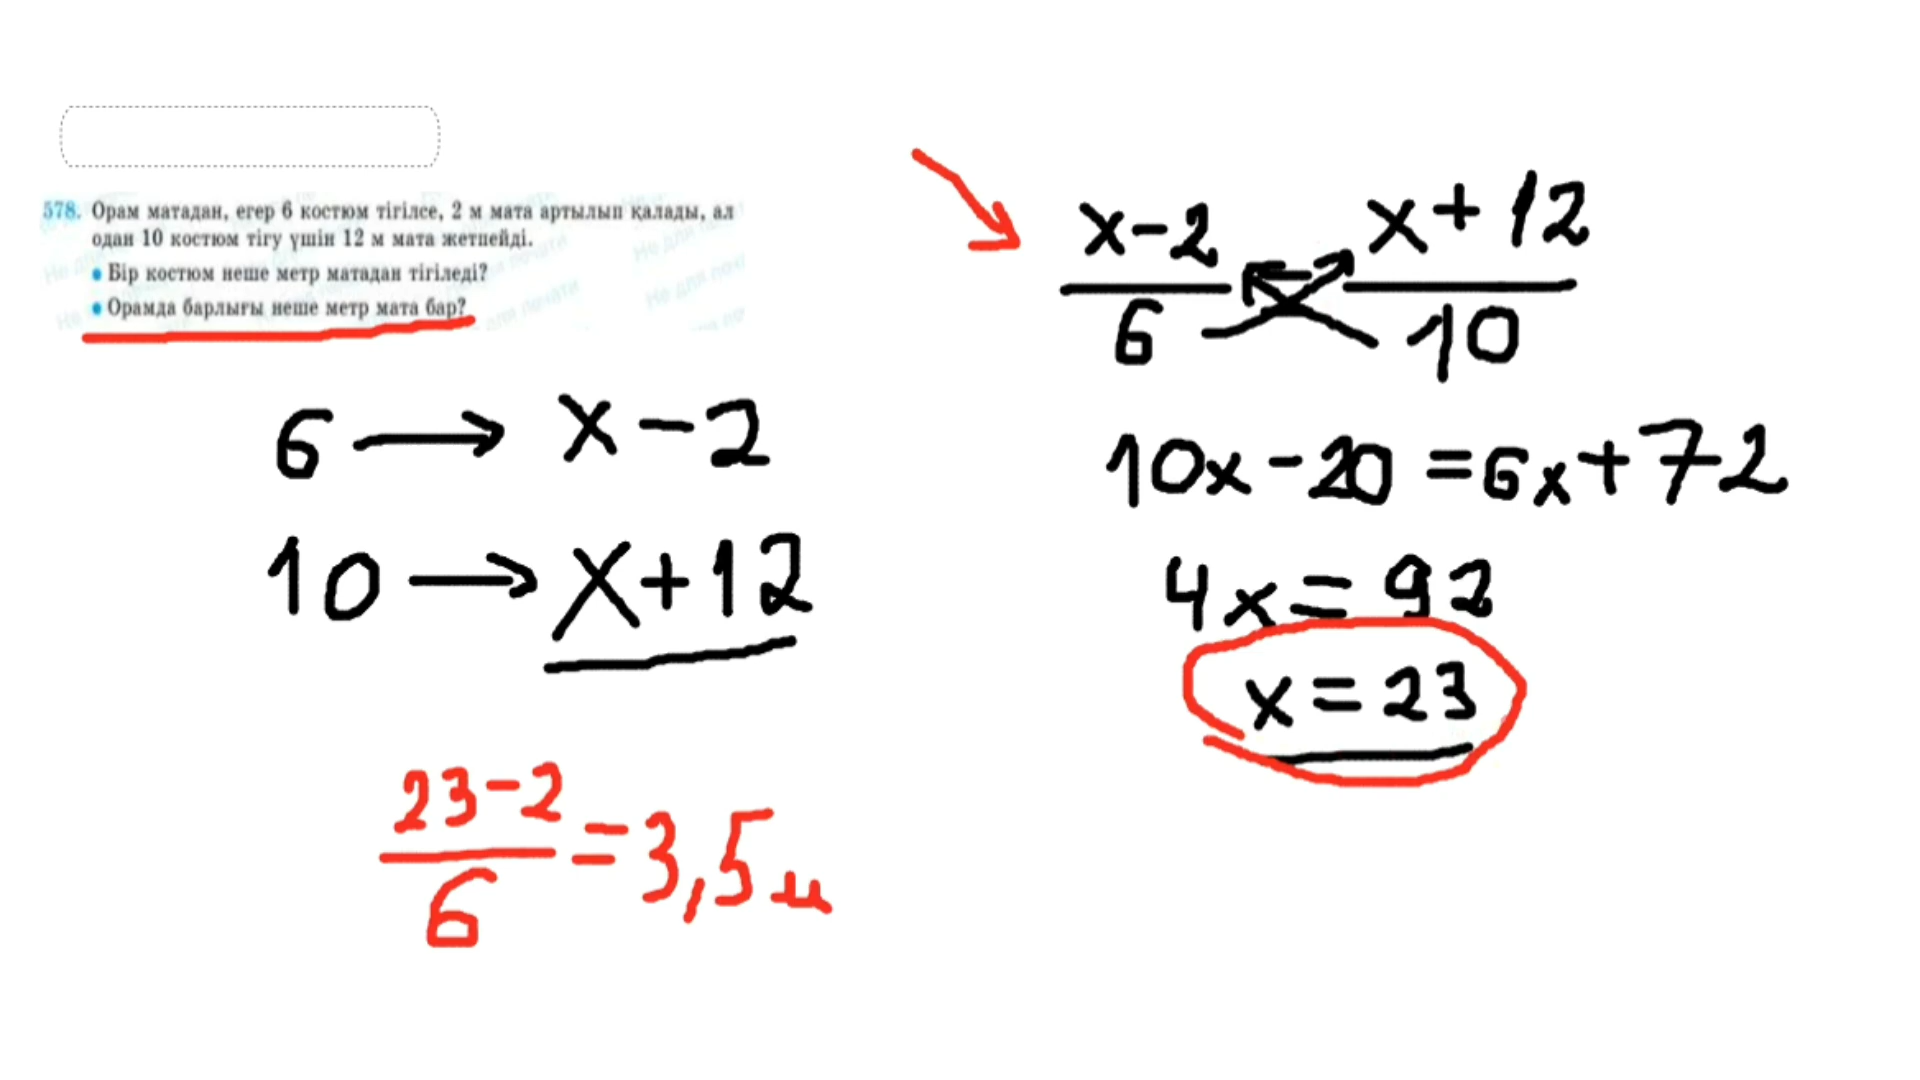 578. Орам матадан, егер 6 костюм тігілсе, 2 м мата артылып қалады, ал
одан 10 костюм тігу үшін 12 м мата жетпейді.
• Бір костюм неше метр матадан тігіледі?
• Орамда барлығы неше метр мата бар?
6 → x - 2
10 → x + 12
23 - 2
6
= 3,5 м
x - 2
6
x + 12
10
10x - 20 = 6x + 72
4x = 92
x = 23